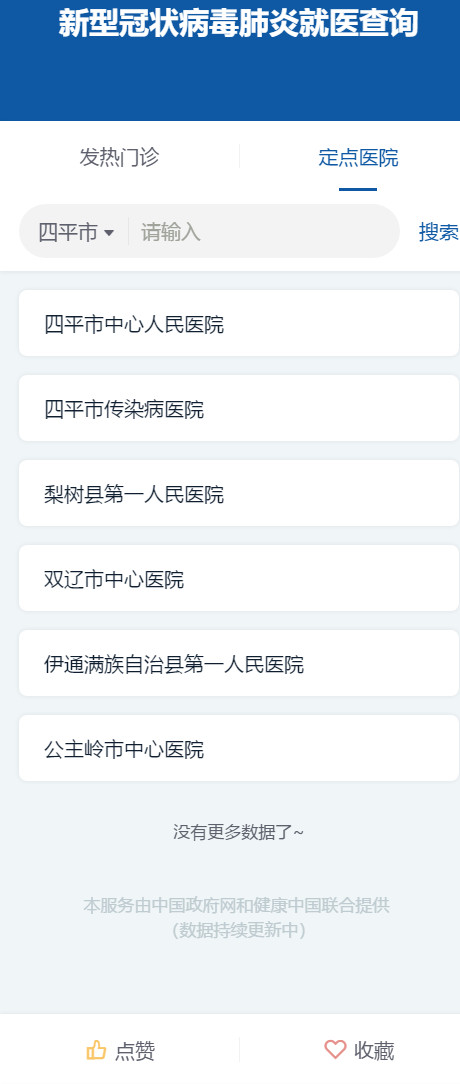 新型冠状病毒肺炎就医查询
发热门诊
定点医院
四平市 请输入 搜索
四平市中心人民医院
四平市传染病医院
梨树县第一人民医院
双辽市中心医院
伊通满族自治县第一人民医院
公主岭市中心医院
没有更多数据了~
本服务由中国政府网和健康中国联合提供
（数据持续更新中）
点赞
收藏